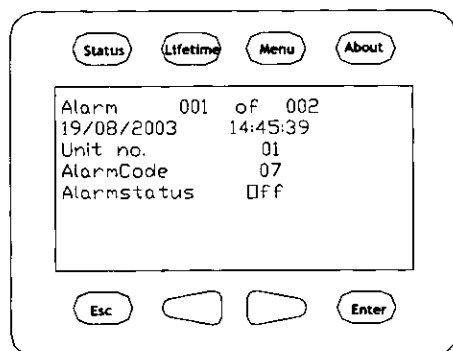 Status Lifetime Menu About
Alarm 001 of 002
19/08/2003 14:45:39
Unit no. 01
AlarmCode 07
Alarmstatus Off
Esc Enter